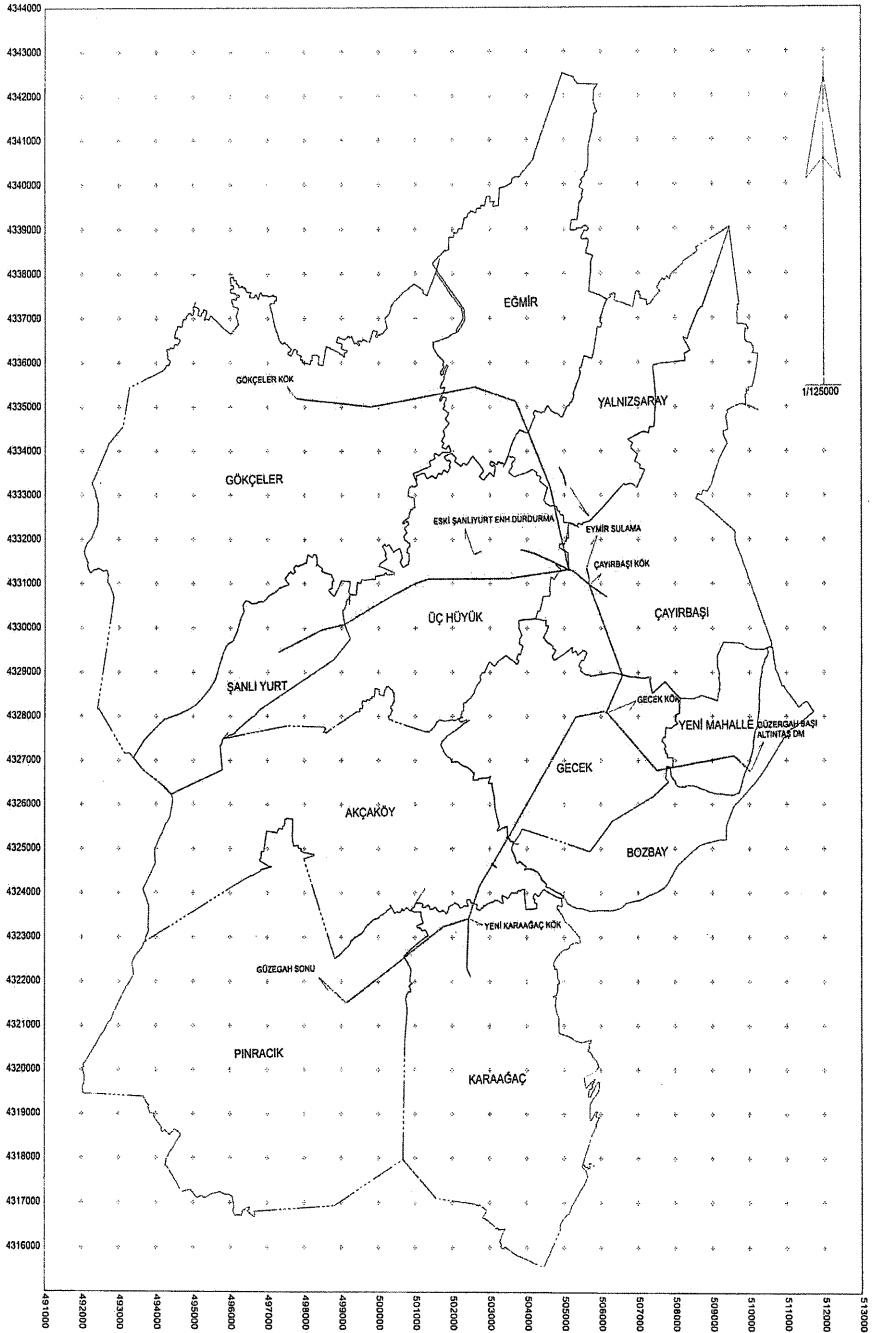 4344000
4343000
4342000
4341000
4340000
4339000
4338000
4337000
4336000
4335000
4334000
4333000
4332000
4331000
4330000
4329000
4328000
4327000
4326000
4325000
4324000
4323000
4322000
4321000
4320000
4319000
4318000
4317000
4316000
1/125000
EĞMİR
GÖKÇELER KÖK
YALNIZSARAY
GÖKÇELER
ESKİ ŞANLIYURT ENH DURDURMA
EYMİR SULAMA
ÇAYIRBAŞI KÖK
ÜÇ HÜYÜK
ÇAYIRBAŞI
ŞANLI YURT
GECEK KÖK
YENİ MAHALLE
GÜZERGAH BAŞI
ALTINTAŞ DM
GECEK
AKÇAKÖY
BOZBAY
YENİ KARAAĞAÇ KÖK
GÜZEGAH SONU
PINRACIK
KARAAĞAÇ
491000
492000
493000
494000
495000
496000
497000
498000
499000
500000
501000
502000
503000
504000
505000
506000
507000
508000
509000
510000
511000
512000
513000